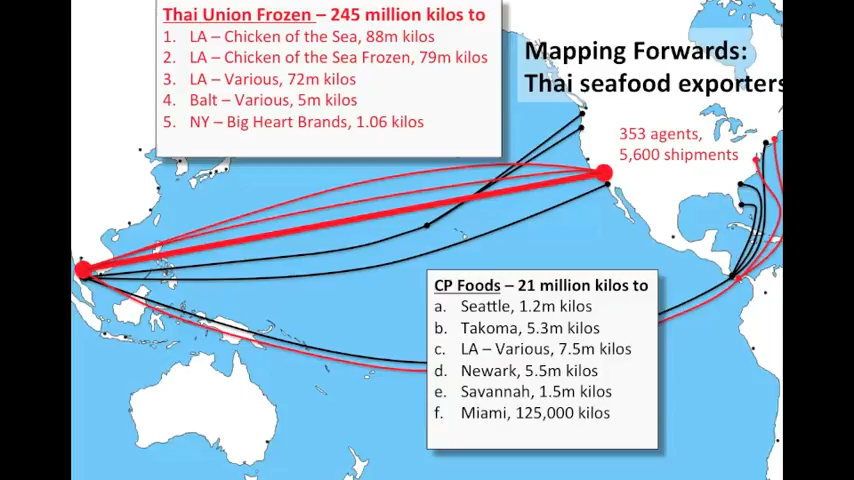 Thai Union Frozen – 245 million kilos to
1. LA – Chicken of the Sea, 88m kilos
2. LA – Chicken of the Sea Frozen, 79m kilos
3. LA – Various, 72m kilos
4. Balt – Various, 5m kilos
5. NY – Big Heart Brands, 1.06 kilos
Mapping Forwards:
Thai seafood exporters
353 agents,
5,600 shipments
CP Foods – 21 million kilos to
a. Seattle, 1.2m kilos
b. Takoma, 5.3m kilos
c. LA – Various, 7.5m kilos
d. Newark, 5.5m kilos
e. Savannah, 1.5m kilos
f. Miami, 125,000 kilos